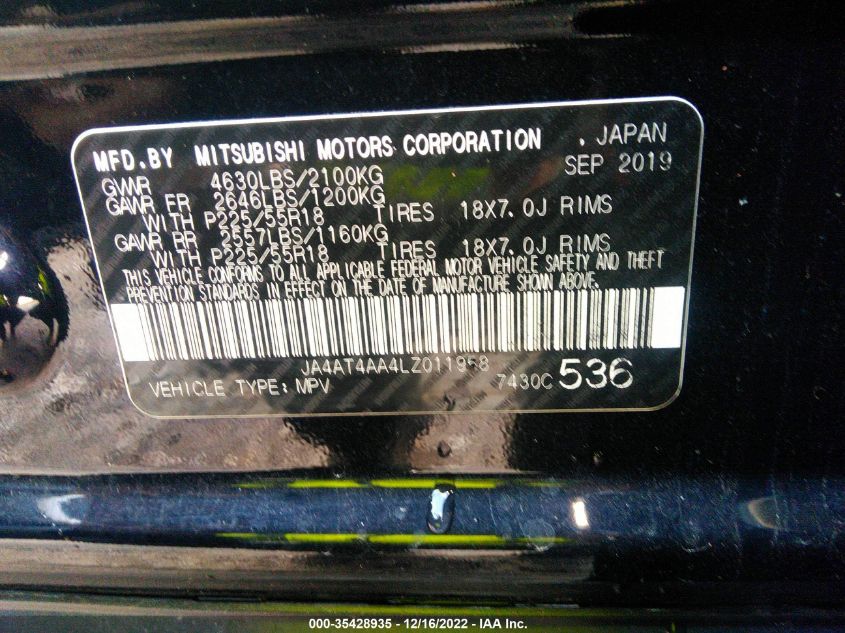 MFD.BY MITSUBISHI MOTORS CORPORATION , JAPAN
SEP 2019
GVWR 4630LBS/2100KG
GAWR FR 2646LBS/1200KG
WITH P225/55R18 TIRES 18X7.0J RIMS
GAWR RR 2557LBS/1160KG
WITH P225/55R18 TIRES 18X7.0J RIMS
THIS VEHICLE CONFORMS TO ALL APPLICABLE FEDERAL MOTOR VEHICLE SAFETY AND THEFT
PREVENTION STANDARDS IN EFFECT ON THE DATE OF MANUFACTURE SHOWN ABOVE.
JA4AT4AA4LZ011958
VEHICLE TYPE: MPV 7430C 536
000-35428935 - 12/16/2022 - IAA Inc.